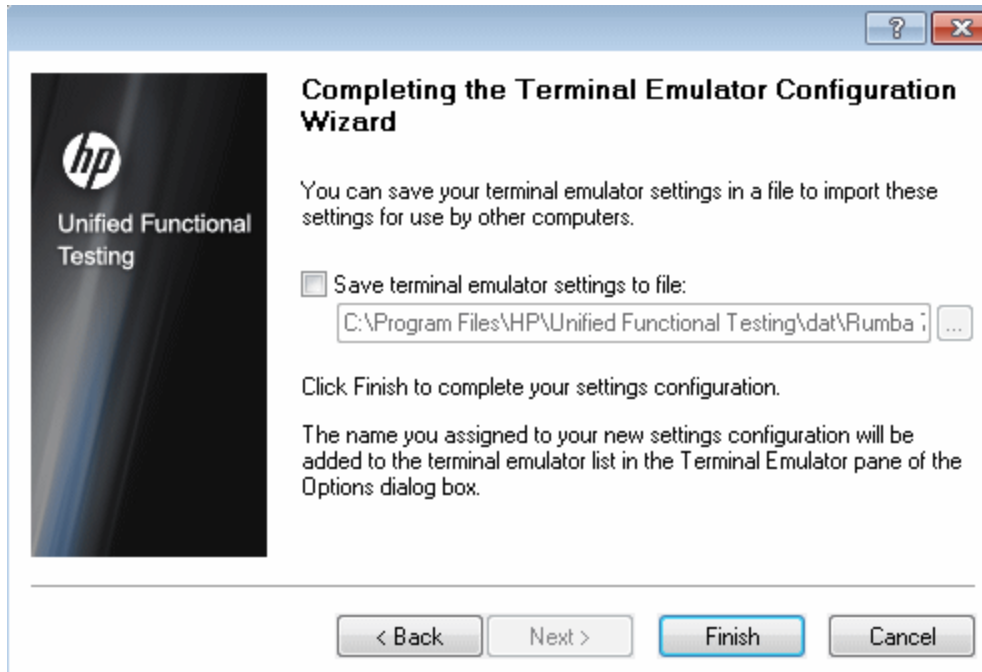 ?
x
Completing the Terminal Emulator Configuration
Wizard
hp
Unified Functional
Testing
You can save your terminal emulator settings in a file to import these
settings for use by other computers.
Save terminal emulator settings to file:
C:\Program Files\HP\Unified Functional Testing\dat\Rumba
...
Click Finish to complete your settings configuration.
The name you assigned to your new settings configuration will be
added to the terminal emulator list in the Terminal Emulator pane of the
Options dialog box.
< Back
Next >
Finish
Cancel